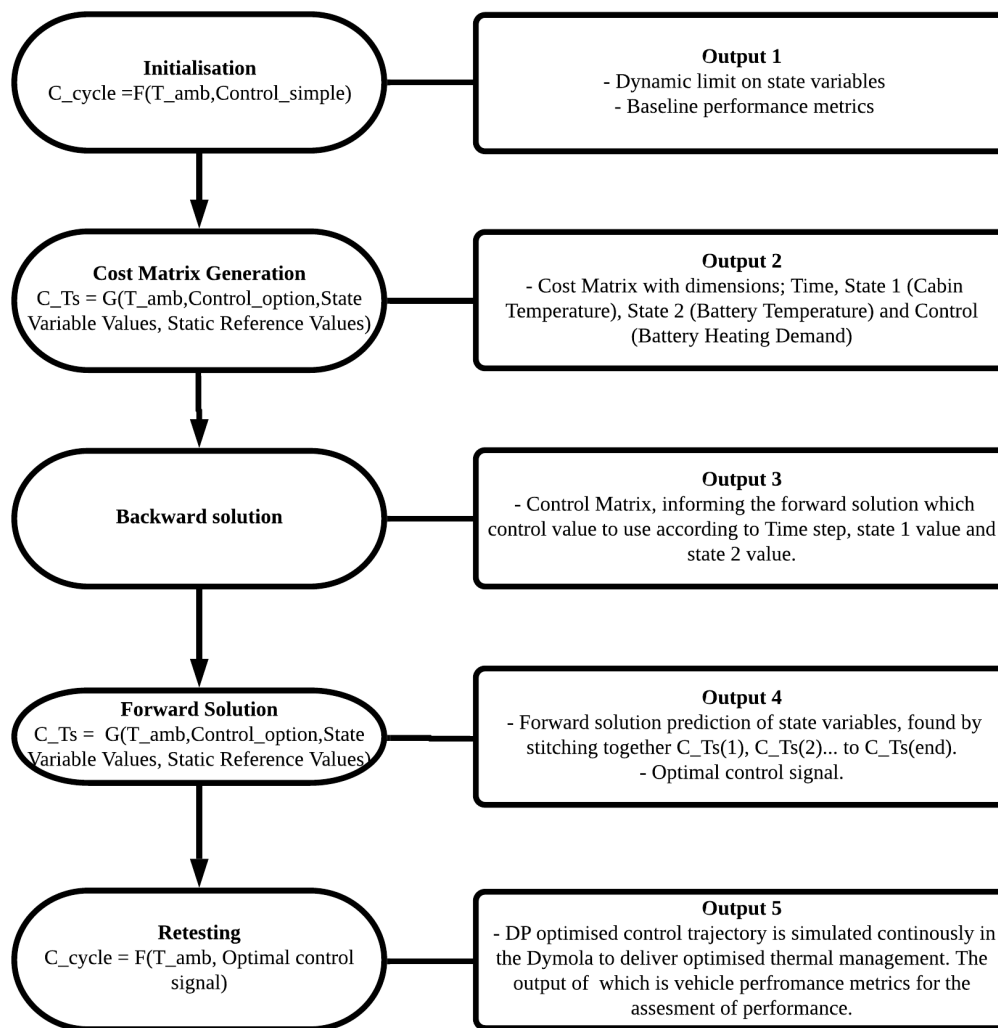 Initialisation
C_cycle =F(T_amb,Control_simple)
Output 1
- Dynamic limit on state variables
- Baseline performance metrics
Cost Matrix Generation
C_Ts = G(T_amb,Control_option,State
Variable Values, Static Reference Values)
Output 2
- Cost Matrix with dimensions; Time, State 1 (Cabin
Temperature), State 2 (Battery Temperature) and Control
(Battery Heating Demand)
Backward solution
Output 3
- Control Matrix, informing the forward solution which
control value to use according to Time step, state 1 value and
state 2 value.
Forward Solution
C_Ts =  G(T_amb,Control_option,State
Variable Values, Static Reference Values)
Output 4
- Forward solution prediction of state variables, found by
stitching together C_Ts(1), C_Ts(2)... to C_Ts(end).
- Optimal control signal.
Retesting
C_cycle = F(T_amb, Optimal control
signal)
Output 5
- DP optimised control trajectory is simulated continously in
the Dymola to deliver optimised thermal management. The
output of  which is vehicle perfromance metrics for the
assesment of performance.